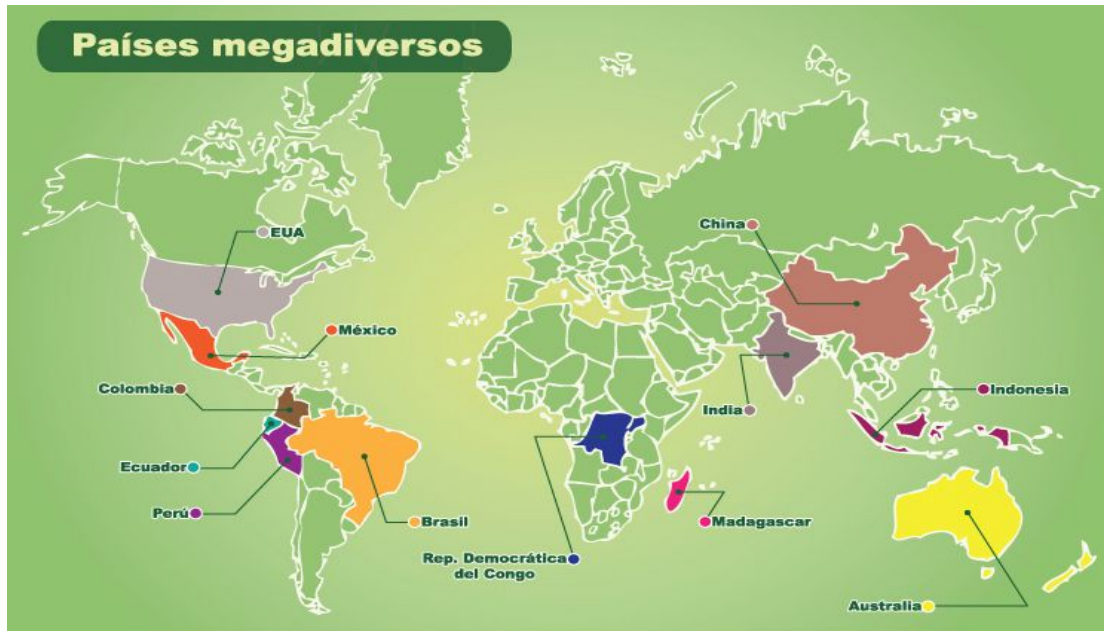 Países megadiversos
EUA
China
México
Colombia
Indonesia
India
Ecuador
Perú
Brasil
Madagascar
Rep. Democrática
del Congo
Australia